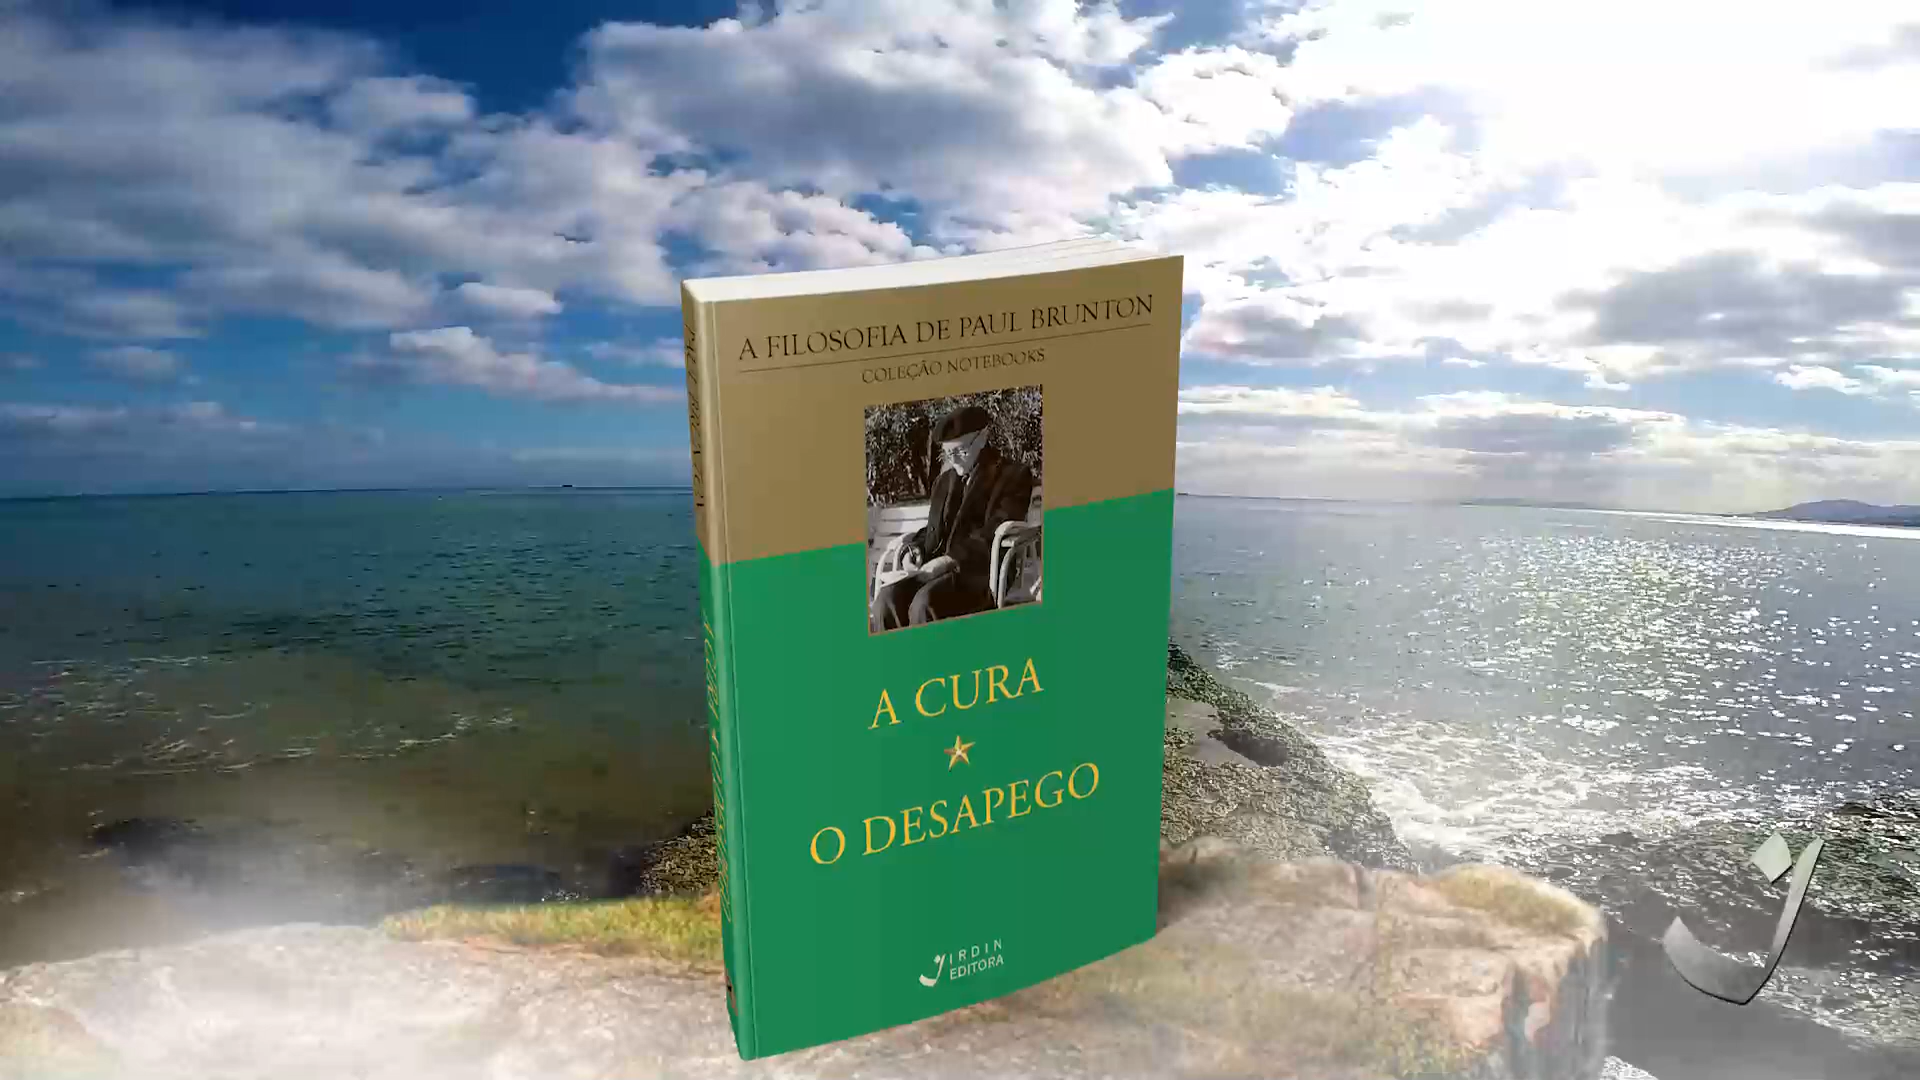 A FILOSOFIA DE PAUL BRUNTON
COLEÇÃO NOTEBOOKS
A CURA
O DESAPEGO
IRDIN
EDITORA